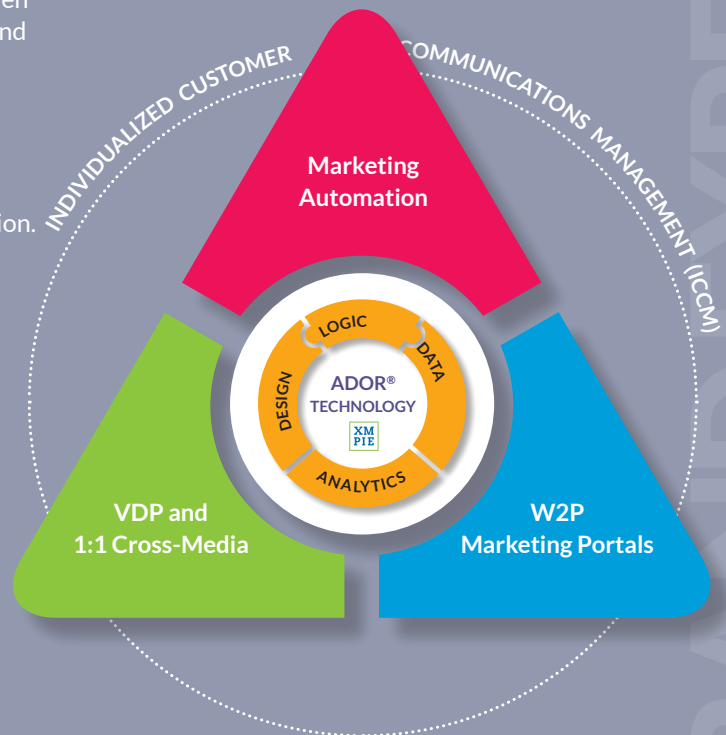 INDIVIDUALIZED CUSTOMER COMMUNICATIONS MANAGEMENT (ICCM)
Marketing
Automation
LOGIC
DATA
DESIGN
ANALYTICS
ADOR®
TECHNOLOGY
XM
PIE
VDP and
1:1 Cross-Media
W2P
Marketing Portals